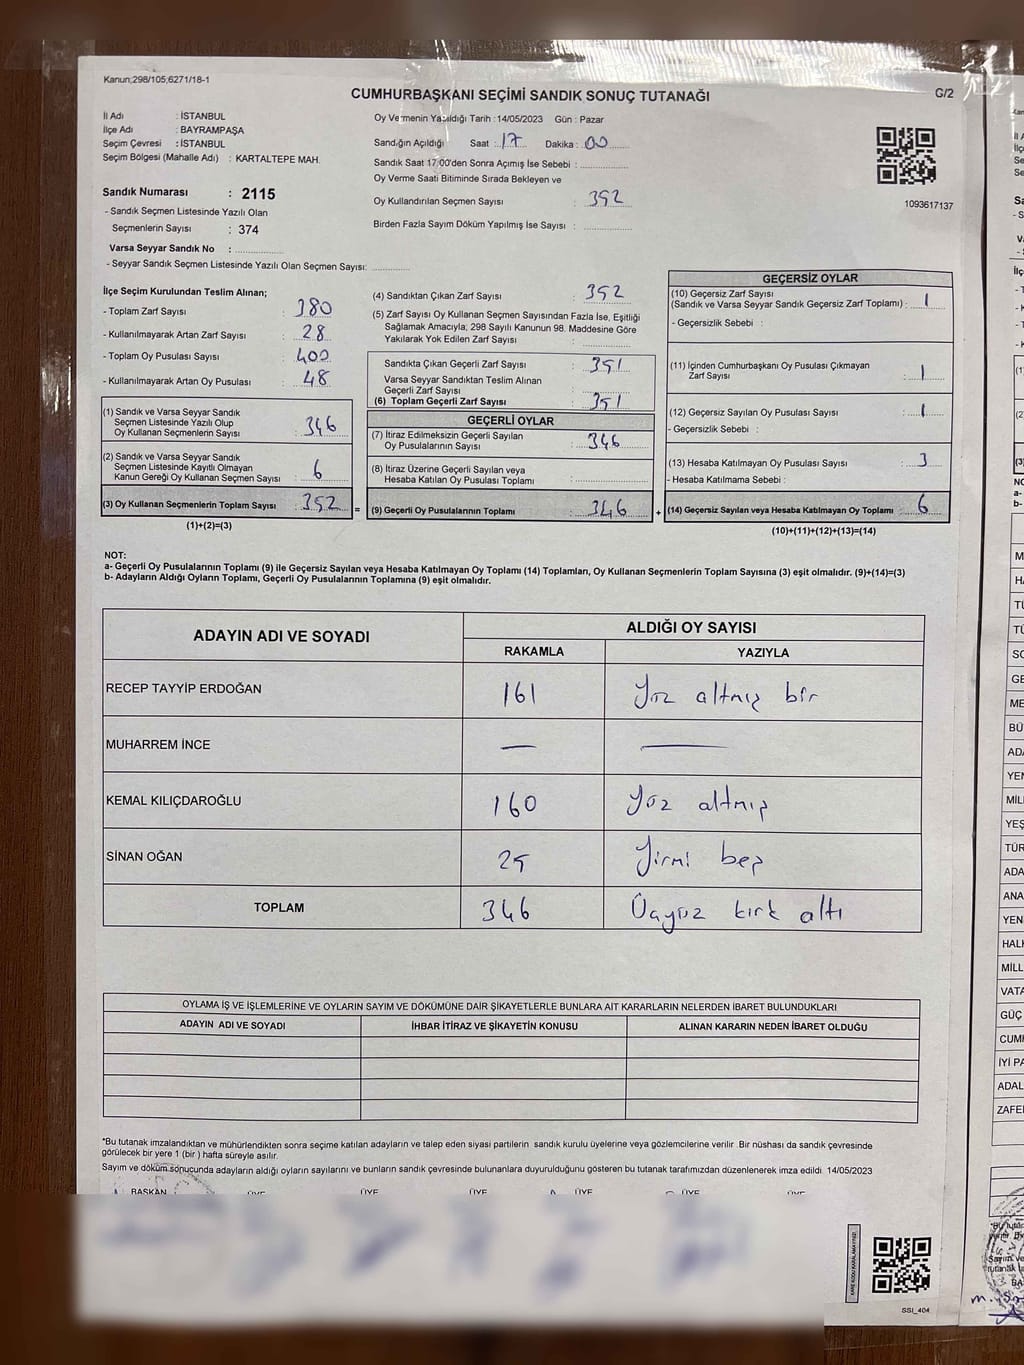 Kanun;298/105;6271/18-1
CUMHURBAŞKANI SEÇİMİ SANDIK SONUÇ TUTANAĞI
G/2
İl Adı : İSTANBUL
İlçe Adı : BAYRAMPAŞA
Seçim Çevresi : İSTANBUL
Seçim Bölgesi (Mahalle Adı) : KARTALTEPE MAH.
Sandık Numarası : 2115
- Sandık Seçmen Listesinde Yazılı Olan
Seçmenlerin Sayısı : 374
Varsa Seyyar Sandık No :
- Seyyar Sandık Seçmen Listesinde Yazılı Olan Seçmen Sayısı:
Oy Vermenin Yapıldığı Tarih :14/05/2023 Gün : Pazar
Sandığın Açıldığı Saat : 17 Dakika : 00
Sandık Saat 17:00'den Sonra Açımış İse Sebebi :
Oy Verme Saati Bitiminde Sırada Bekleyen ve
Oy Kullandırılan Seçmen Sayısı : 352
Birden Fazla Sayım Döküm Yapılmış İse Sayısı :
1093617137
İlçe Seçim Kurulundan Teslim Alınan;
- Toplam Zarf Sayısı : 380
- Kullanılmayarak Artan Zarf Sayısı : 28
- Toplam Oy Pusulası Sayısı : 400
- Kullanılmayarak Artan Oy Pusulası : 48
(1) Sandık ve Varsa Seyyar Sandık
Seçmen Listesinde Yazılı Olup
Oy Kullanan Seçmenlerin Sayısı : 346
(2) Sandık ve Varsa Seyyar Sandık
Seçmen Listesinde Kayıtlı Olmayan
Kanun Gereği Oy Kullanan Seçmen Sayısı : 6
(3) Oy Kullanan Seçmenlerin Toplam Sayısı : 352 =
(1)+(2)=(3)
(4) Sandıktan Çıkan Zarf Sayısı : 352
(5) Zarf Sayısı Oy Kullanan Seçmen Sayısından Fazla İse, Eşitliği
Sağlamak Amacıyla, 298 Sayılı Kanunun 98. Maddesine Göre
Yakılarak Yok Edilen Zarf Sayısı :
Sandıkta Çıkan Geçerli Zarf Sayısı : 351
Varsa Seyyar Sandıktan Teslim Alınan
Geçerli Zarf Sayısı :
(6) Toplam Geçerli Zarf Sayısı : 351
GEÇERLİ OYLAR
(7) İtiraz Edilmeksizin Geçerli Sayılan
Oy Pusulalarının Sayısı : 346
(8) İtiraz Üzerine Geçerli Sayılan veya
Hesaba Katılan Oy Pusulası Toplamı :
(9) Geçerli Oy Pusulalarının Toplamı : 346 +
GEÇERSİZ OYLAR
(10) Geçersiz Zarf Sayısı
(Sandık ve Varsa Seyyar Sandık Geçersiz Zarf Toplamı) : 1
- Geçersizlik Sebebi :
(11) İçinden Cumhurbaşkanı Oy Pusulası Çıkmayan
Zarf Sayısı : 1
(12) Geçersiz Sayılan Oy Pusulası Sayısı : 1
- Geçersizlik Sebebi :
(13) Hesaba Katılmayan Oy Pusulası Sayısı : 3
- Hesaba Katılmama Sebebi :
(14) Geçersiz Sayılan veya Hesaba Katılmayan Oy Toplamı : 6
(10)+(11)+(12)+(13)=(14)
NOT:
a- Geçerli Oy Pusulalarının Toplamı (9) ile Geçersiz Sayılan veya Hesaba Katılmayan Oy Toplamı (14) Toplamları, Oy Kullanan Seçmenlerin Toplam Sayısına (3) eşit olmalıdır. (9)+(14)=(3)
b- Adayların Aldığı Oyların Toplamı, Geçerli Oy Pusulalarının Toplamına (9) eşit olmalıdır.
ADAYIN ADI VE SOYADI
ALDIĞI OY SAYISI
RAKAMLA YAZIYLA
RECEP TAYYİP ERDOĞAN 161 Yüz altmış bir
MUHARREM İNCE — —
KEMAL KILIÇDAROĞLU 160 Yüz altmış
SİNAN OĞAN 25 Yirmi beş
TOPLAM 346 Üçyüz kırk altı
OYLAMA İŞ VE İŞLEMLERİNE VE OYLARIN SAYIM VE DÖKÜMÜNE DAİR ŞİKAYETLERLE BUNLARA AİT KARARLARIN NELERDEN İBARET BULUNDUKLARI
ADAYIN ADI VE SOYADI İHBAR İTİRAZ VE ŞİKAYETİN KONUSU ALINAN KARARIN NEDEN İBARET OLDUĞU
*Bu tutanak imzalandıktan ve mühürlendikten sonra seçime katılan adayların ve talep eden siyasi partilerin sandık kurulu üyelerine veya gözlemcilerine verilir .Bir nüshası da sandık çevresinde
görülecek bir yere 1 (bir ) hafta süreyle asılır.
Sayım ve döküm sonucunda adayların aldığı oyların sayılarını ve bunların sandık çevresinde bulunanlara duyurulduğunu gösteren bu tutanak tarafımızdan düzenlenerek imza edildi. 14/05/2023
BAŞKAN ÜYE ÜYE ÜYE ÜYE ÜYE ÜYE
SSI_404